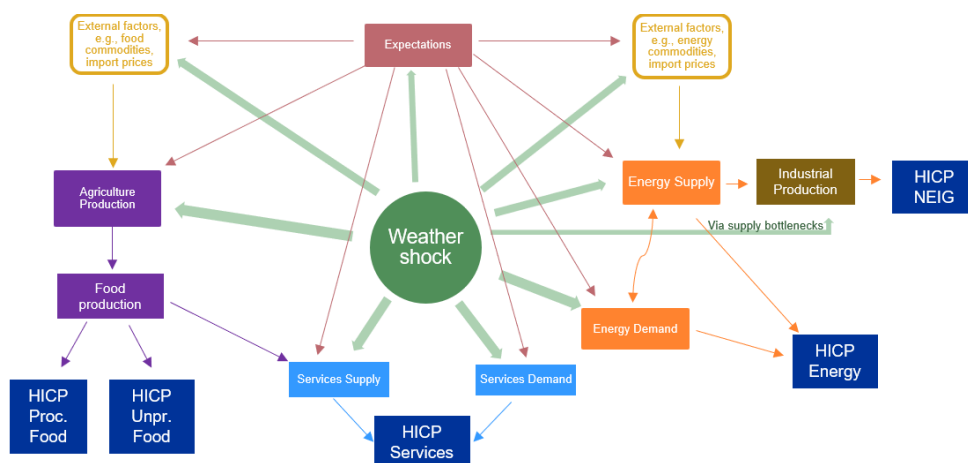 External factors,
e.g., food
commodities,
import prices
Expectations
External factors,
e.g., energy
commodities,
import prices
Agriculture
Production
Energy Supply
Industrial
Production
HICP
NEIG
Weather
shock
Via supply bottlenecks
Food
production
Energy Demand
HICP
Energy
Services Supply
Services Demand
HICP
Proc.
Food
HICP
Unpr.
Food
HICP
Services